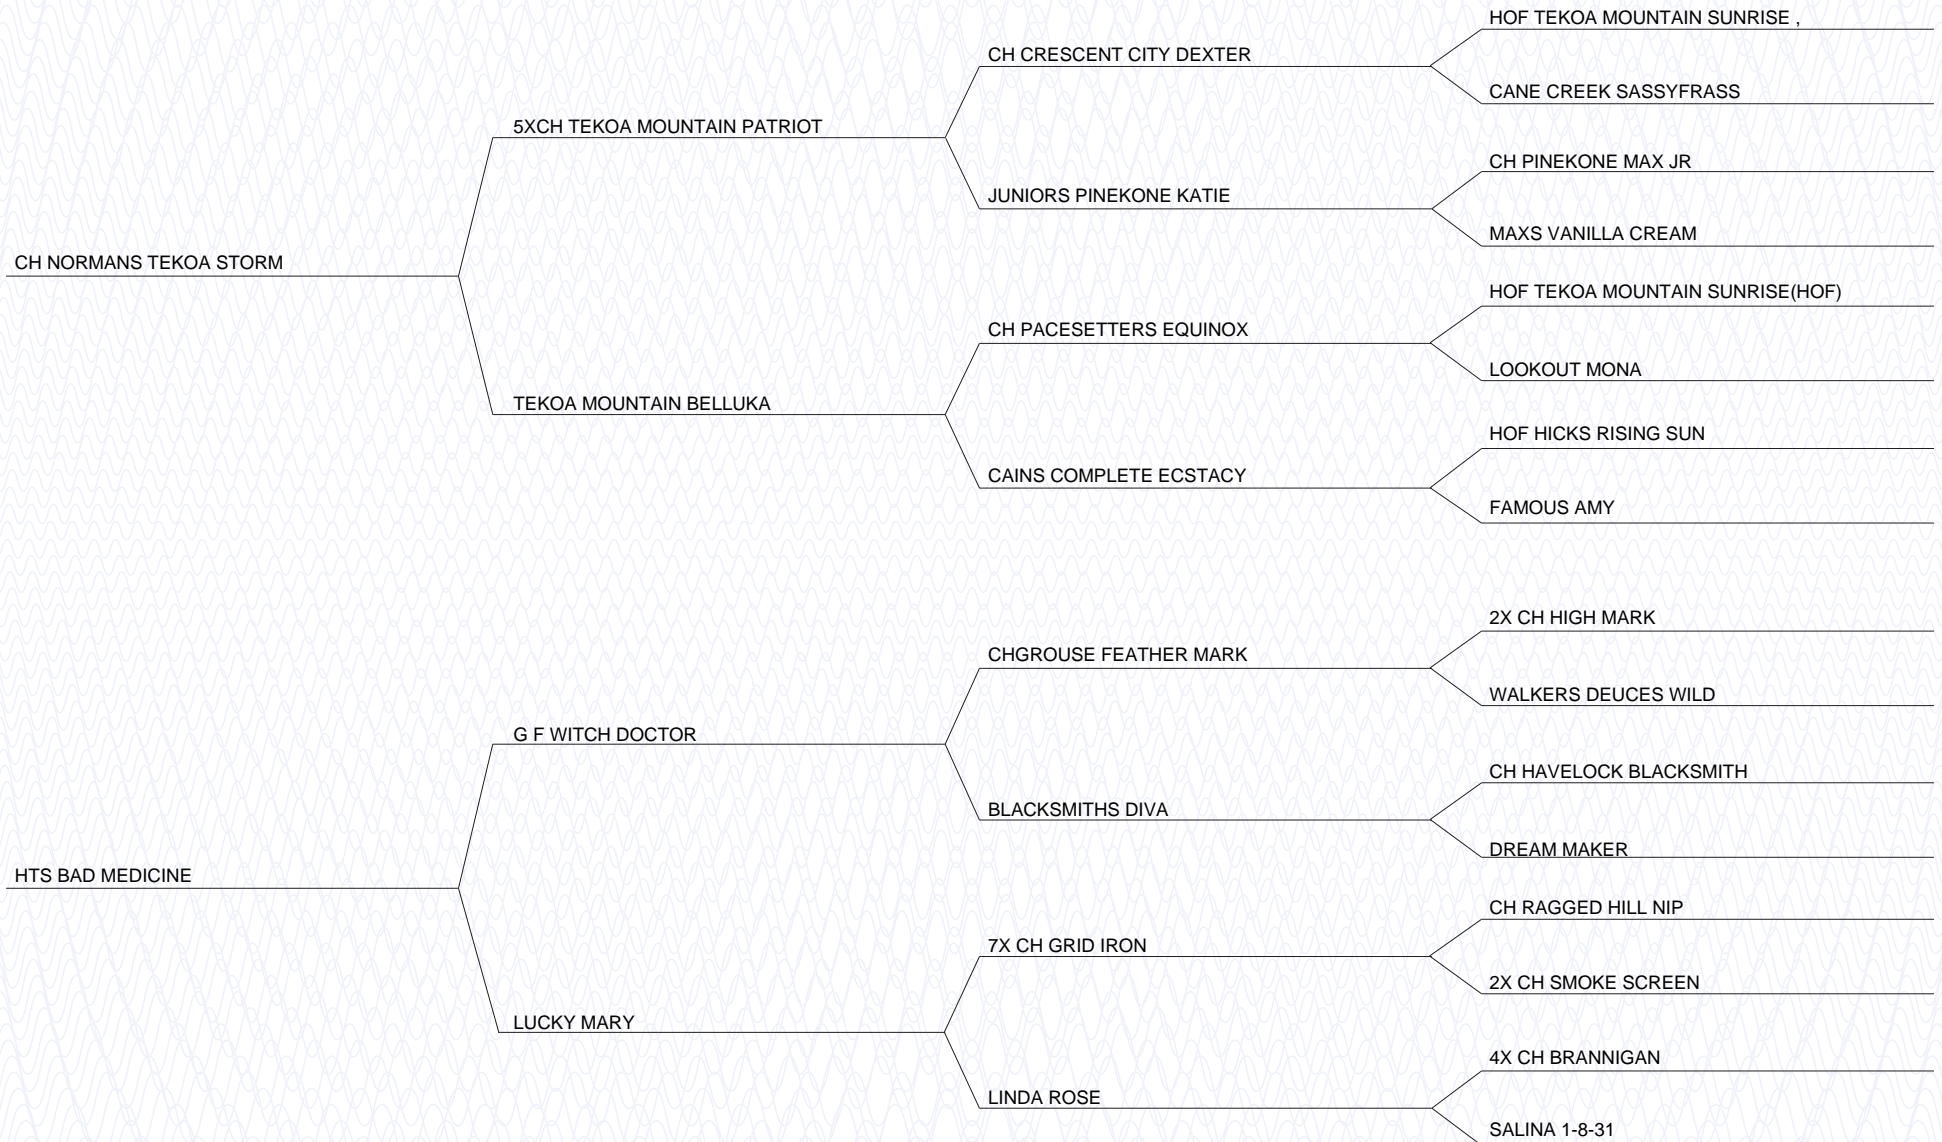 HOF TEKOA MOUNTAIN SUNRISE ,
CH CRESCENT CITY DEXTER
CANE CREEK SASSYFRASS
5XCH TEKOA MOUNTAIN PATRIOT
CH PINEKONE MAX JR
JUNIORS PINEKONE KATIE
MAXS VANILLA CREAM
CH NORMANS TEKOA STORM
HOF TEKOA MOUNTAIN SUNRISE(HOF)
CH PACESETTERS EQUINOX
LOOKOUT MONA
TEKOA MOUNTAIN BELLUKA
HOF HICKS RISING SUN
CAINS COMPLETE ECSTACY
FAMOUS AMY
2X CH HIGH MARK
CHGROUSE FEATHER MARK
WALKERS DEUCES WILD
G F WITCH DOCTOR
CH HAVELOCK BLACKSMITH
BLACKSMITHS DIVA
DREAM MAKER
HTS BAD MEDICINE
CH RAGGED HILL NIP
7X CH GRID IRON
2X CH SMOKE SCREEN
LUCKY MARY
4X CH BRANNIGAN
LINDA ROSE
SALINA 1-8-31